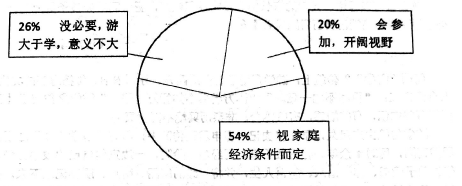 26% 没必要，游
大于学，意义不大
20% 会参
加，开阔视野
54% 视家庭
经济条件而定